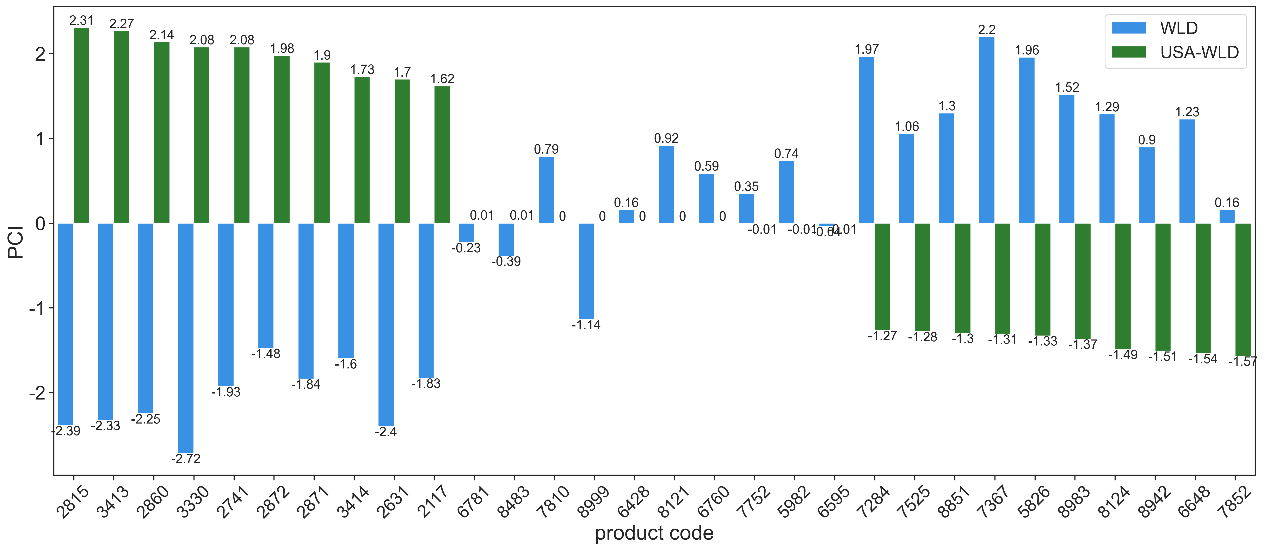 WLD
USA-WLD
2.31 2.27 2.14 2.08 2.08 1.98 1.9 1.73 1.7 1.62 0.01 0.01 0.79 0 0 0.16 0 0.92 0 0.59 0 0.35 0.74 1.97 1.06 1.3 2.2 1.96 1.52 1.29 0.9 1.23 0.16
-2.39 -2.33 -2.25 -2.72 -1.93 -1.48 -1.84 -1.6 -2.4 -1.83 -0.23 -0.39 -1.14 -0.01 -0.01 -0.04 -0.01 -1.27 -1.28 -1.3 -1.31 -1.33 -1.37 -1.49 -1.51 -1.54 -1.57
2
1
0
-1
-2
PCI
2815 3413 2860 3330 2741 2872 2871 3414 2631 2117 6781 8483 7810 8999 6428 8121 6760 7752 5982 6595 7284 7525 8851 7367 5826 8983 8124 8942 6648 7852
product code